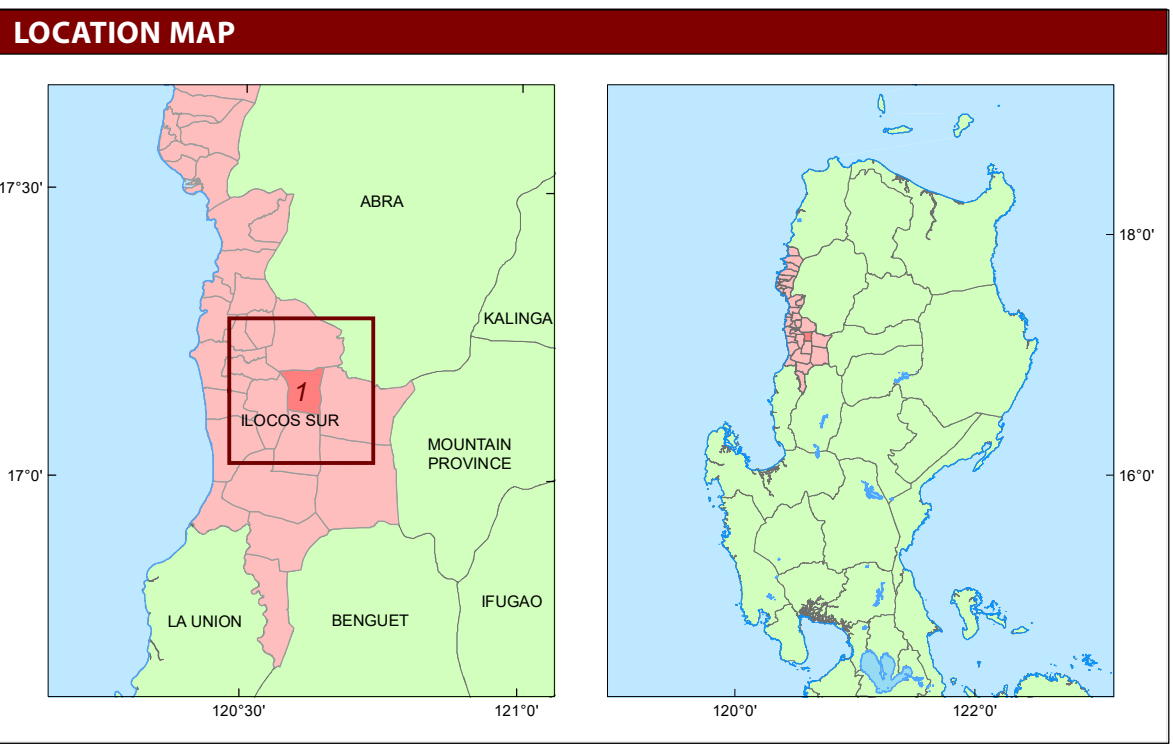 LOCATION MAP
17°30'
17°0'
120°30'
121°0'
ABRA
KALINGA
1
ILOCOS SUR
MOUNTAIN
PROVINCE
IFUGAO
LA UNION
BENGUET
18°0'
16°0'
120°0'
122°0'